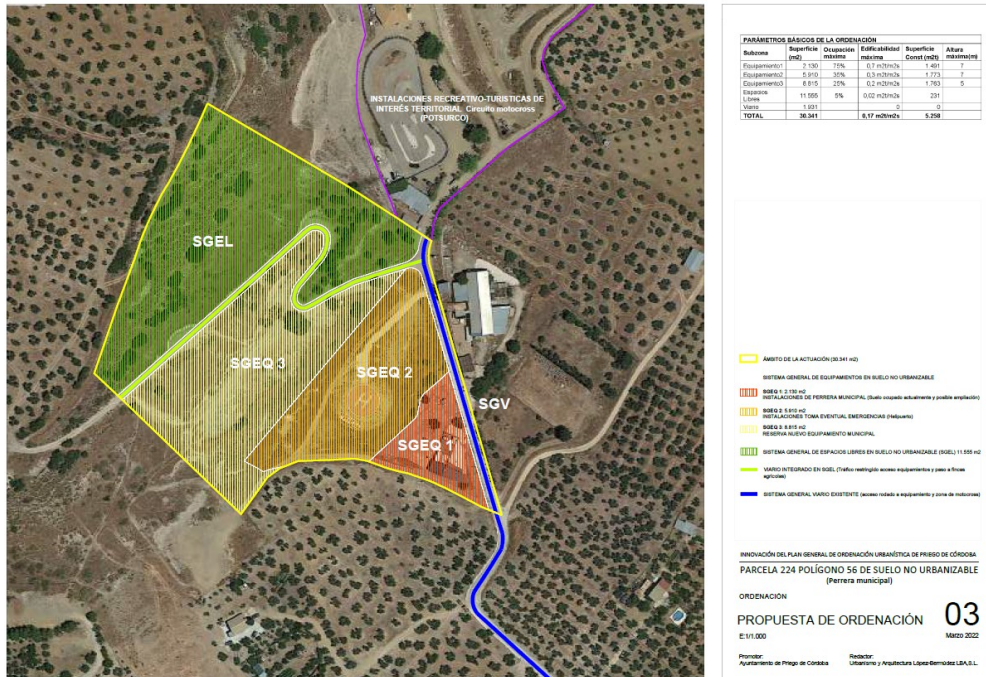 INSTALACIONES RECREATIVO-TURISTICAS DE
INTERÉS TERRITORIAL. Circuito motocross
(POTSURCO)
SGEL
SGEQ 3
SGEQ 2
SGEQ 1
SGV
PARÁMETROS BÁSICOS DE LA ORDENACIÓN
Subzona Superficie (m2) Ocupación máxima Edificabilidad máxima Superficie Const (m2t) Altura máxima(m)
Equipamiento1 2.130 75% 0,7 m2t/m2s 1.491 7
Equipamiento2 5.910 35% 0,3 m2t/m2s 1.773 7
Equipamiento3 8.815 25% 0,2 m2t/m2s 1.763 5
Espacios Libres 11.555 5% 0,02 m2t/m2s 231
Viario 1.931 0 0
TOTAL 30.341 0,17 m2t/m2s 5.258
ÁMBITO DE LA ACTUACIÓN (30.341 m2)
SISTEMA GENERAL DE EQUIPAMIENTOS EN SUELO NO URBANIZABLE
SGEQ 1: 2.130 m2
INSTALACIONES DE PERRERA MUNICIPAL (Suelo ocupado actualmente y posible ampliación)
SGEQ 2: 5.910 m2
INSTALACIONES TOMA EVENTUAL EMERGENCIAS (Helipuerto)
SGEQ 3: 8.815 m2
RESERVA NUEVO EQUIPAMIENTO MUNICIPAL
SISTEMA GENERAL DE ESPACIOS LIBRES EN SUELO NO URBANIZABLE (SGEL) 11.555 m2
VIARIO INTEGRADO EN SGEL (Tráfico restringido acceso equipamientos y paso a fincas
agrícolas)
SISTEMA GENERAL VIARIO EXISTENTE (acceso rodado a equipamiento y zona de motocross)
INNOVACIÓN DEL PLAN GENERAL DE ORDENACIÓN URBANÍSTICA DE PRIEGO DE CÓRDOBA
PARCELA 224 POLÍGONO 56 DE SUELO NO URBANIZABLE
(Perrera municipal)
ORDENACIÓN
PROPUESTA DE ORDENACIÓN 03
E:1/1.000 Marzo 2022
Promotor: Redactor:
Ayuntamiento de Priego de Córdoba Urbanismo y Arquitectura López-Bermúdez LBA,S.L.